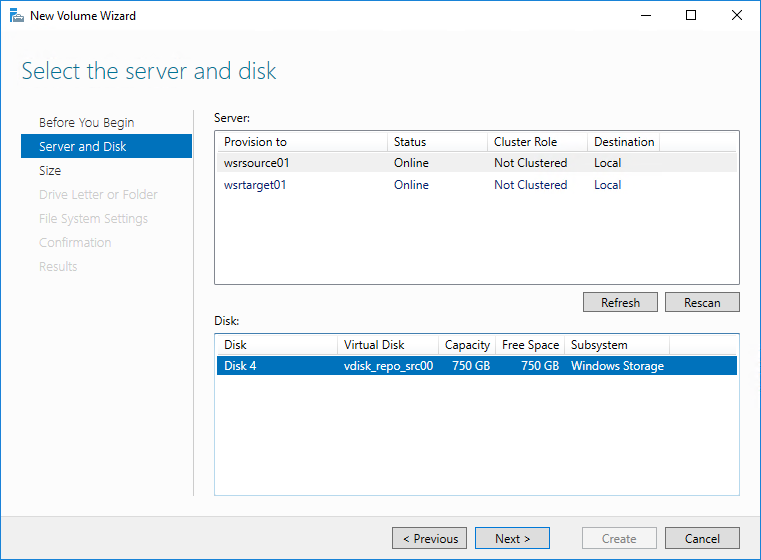 New Volume Wizard
Select the server and disk
Before You Begin
Server and Disk
Size
Drive Letter or Folder
File System Settings
Confirmation
Results
Server:
Provision to Status Cluster Role Destination
wsrsource01 Online Not Clustered Local
wsrtarget01 Online Not Clustered Local
Refresh Rescan
Disk:
Disk Virtual Disk Capacity Free Space Subsystem
Disk 4 vdisk_repo_src00 750 GB 750 GB Windows Storage
< Previous Next > Create Cancel